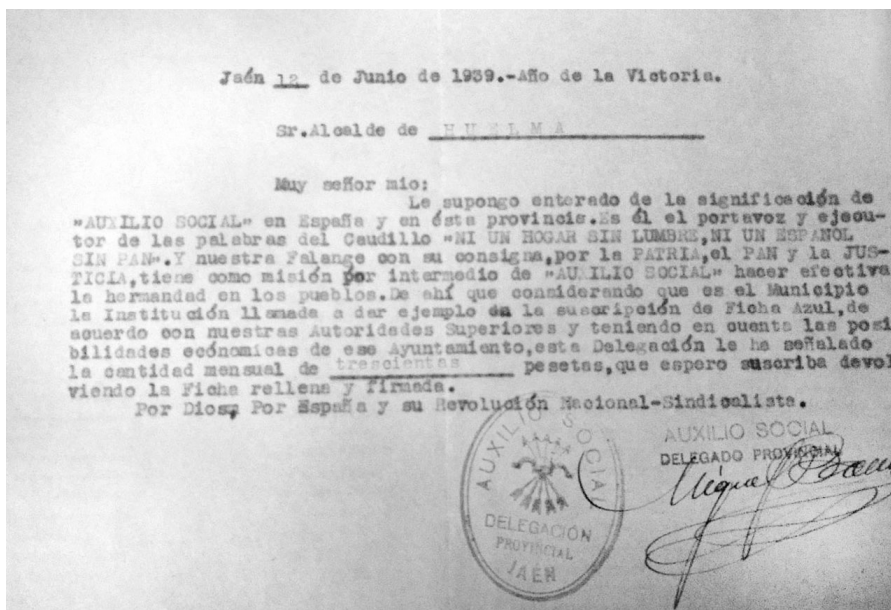 Jaén 12 de Junio de 1939.-Año de la Victoria.
Sr.Alcalde de HUELMA
Muy señor mio:
Le supongo enterado de la significación de
"AUXILIO SOCIAL" en España y en ésta provincia.Es él el portavoz y ejecu-
tor de las palabras del Caudillo "NI UN HOGAR SIN LUMBRE,NI UN ESPAÑOL
SIN PAN".Y nuestra Falange con su consigna,por la PATRIA,el PAN y la JUS-
TICIA,tiene como misión por intermedio de "AUXILIO SOCIAL" hacer efectiva
la hermandad en los pueblos.De ahí que considerando que es el Municipio
la Institución llamada a dar ejemplo en la suscripción de Ficha Azul,de
acuerdo con nuestras Autoridades Superiores y teniendo en cuenta las posi
bilidades ecónomicas de ese Ayuntamiento,esta Delegación le ha señalado
la cantidad mensual de trescientas pesetas,que espero suscriba devol
viendo la Ficha rellena y firmada.
Por Dios, Por España y su Revolución Nacional-Sindicalista.
AUXILIO SOCIAL
DELEGACIÓN
PROVINCIAL
JAÉN
AUXILIO SOCIAL
DELEGADO PROVINCIAL
Miguel